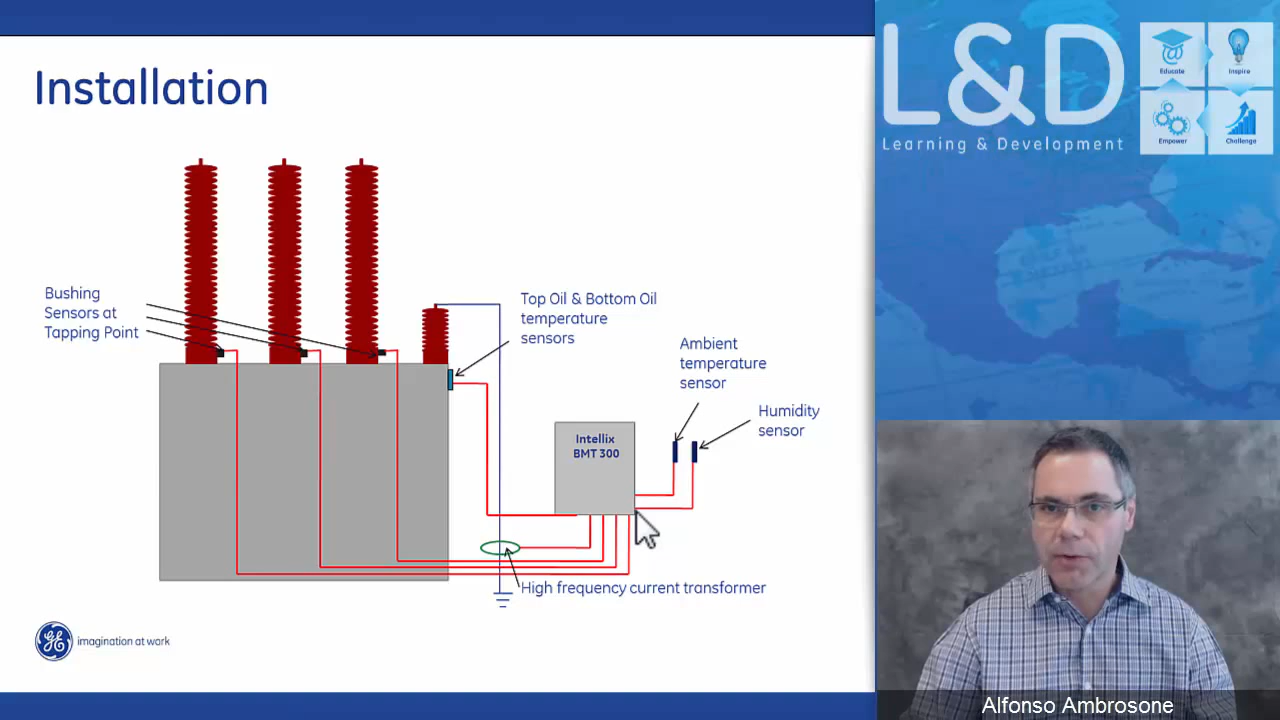 Installation
Bushing
Sensors at
Tapping Point
Top Oil & Bottom Oil
temperature
sensors
Ambient
temperature
sensor
Humidity
sensor
Intellix
BMT 300
High frequency current transformer
GE
imagination at work
L&D
Learning & Development
Educate
Inspire
Empower
Challenge
Alfonso Ambrosone